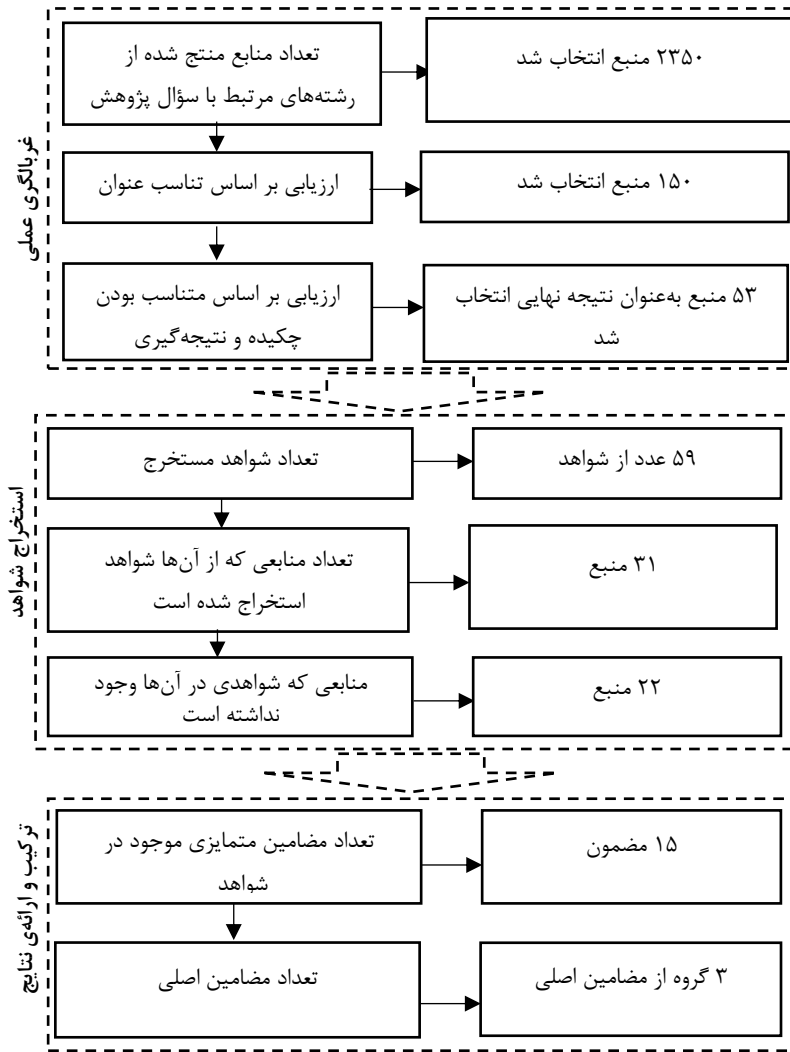 غربالگری عملی
تعداد منابع منتج شده از
رشته‌های مرتبط با سؤال پژوهش
۲۳۵۰ منبع انتخاب شد
ارزیابی بر اساس تناسب عنوان
۱۵۰ منبع انتخاب شد
ارزیابی بر اساس متناسب بودن
چکیده و نتیجه‌گیری
۵۳ منبع به‌عنوان نتیجه نهایی انتخاب
شد
استخراج شواهد
تعداد شواهد مستخرج
۵۹ عدد از شواهد
تعداد منابعی که از آن‌ها شواهد
استخراج شده است
۳۱ منبع
منابعی که شواهدی در آن‌ها وجود
نداشته است
۲۲ منبع
ترکیب و ارائه‌ی نتایج
تعداد مضامین متمایزی موجود در
شواهد
۱۵ مضمون
تعداد مضامین اصلی
۳ گروه از مضامین اصلی